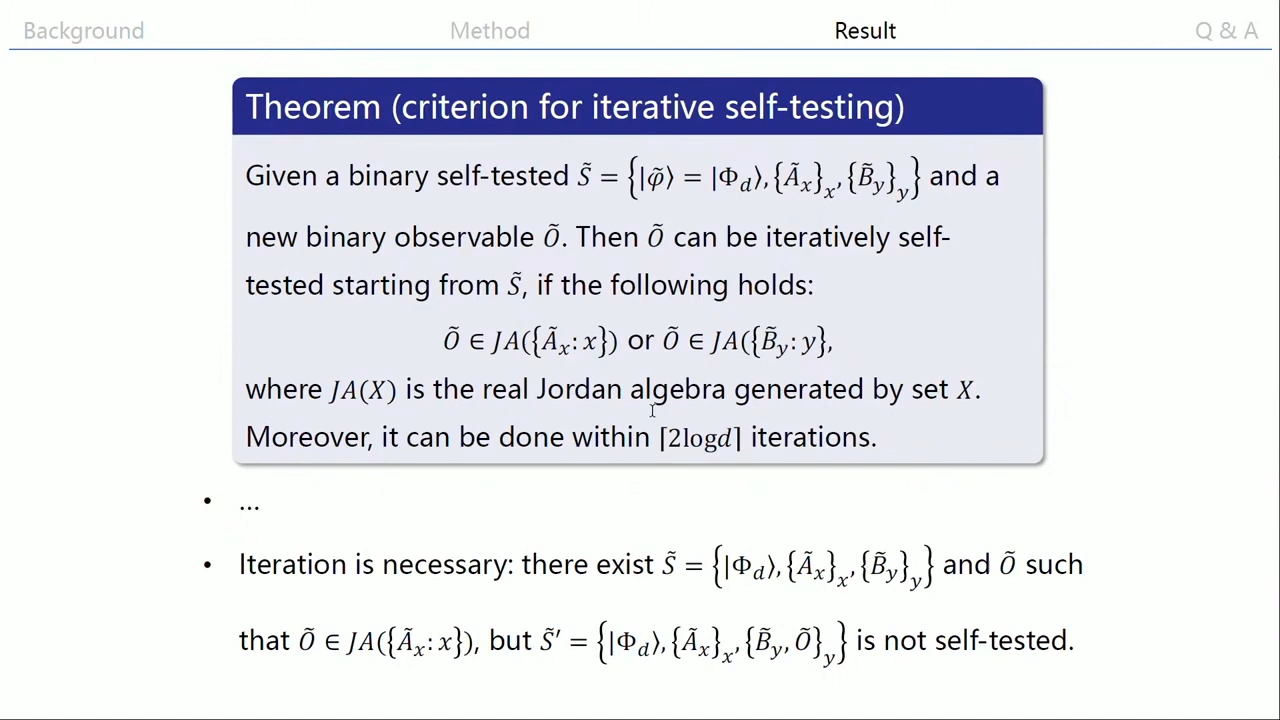 Background Method Result Q & A
Theorem (criterion for iterative self-testing)
Given a binary self-tested S̃ = {|φ̃⟩ = |Φ_d⟩, {Ã_x}_x, {B̃_y}_y} and a
new binary observable Õ. Then Õ can be iteratively self-
tested starting from S̃, if the following holds:
Õ ∈ JA({Ã_x: x}) or Õ ∈ JA({B̃_y: y},
where JA(X) is the real Jordan algebra generated by set X.
Moreover, it can be done within ⌈2logd⌉ iterations.
• ...
• Iteration is necessary: there exist S̃ = {|Φ_d⟩, {Ã_x}_x, {B̃_y}_y} and Õ such
that Õ ∈ JA({Ã_x: x}), but S̃′ = {|Φ_d⟩, {Ã_x}_x, {B̃_y, Õ}_y} is not self-tested.